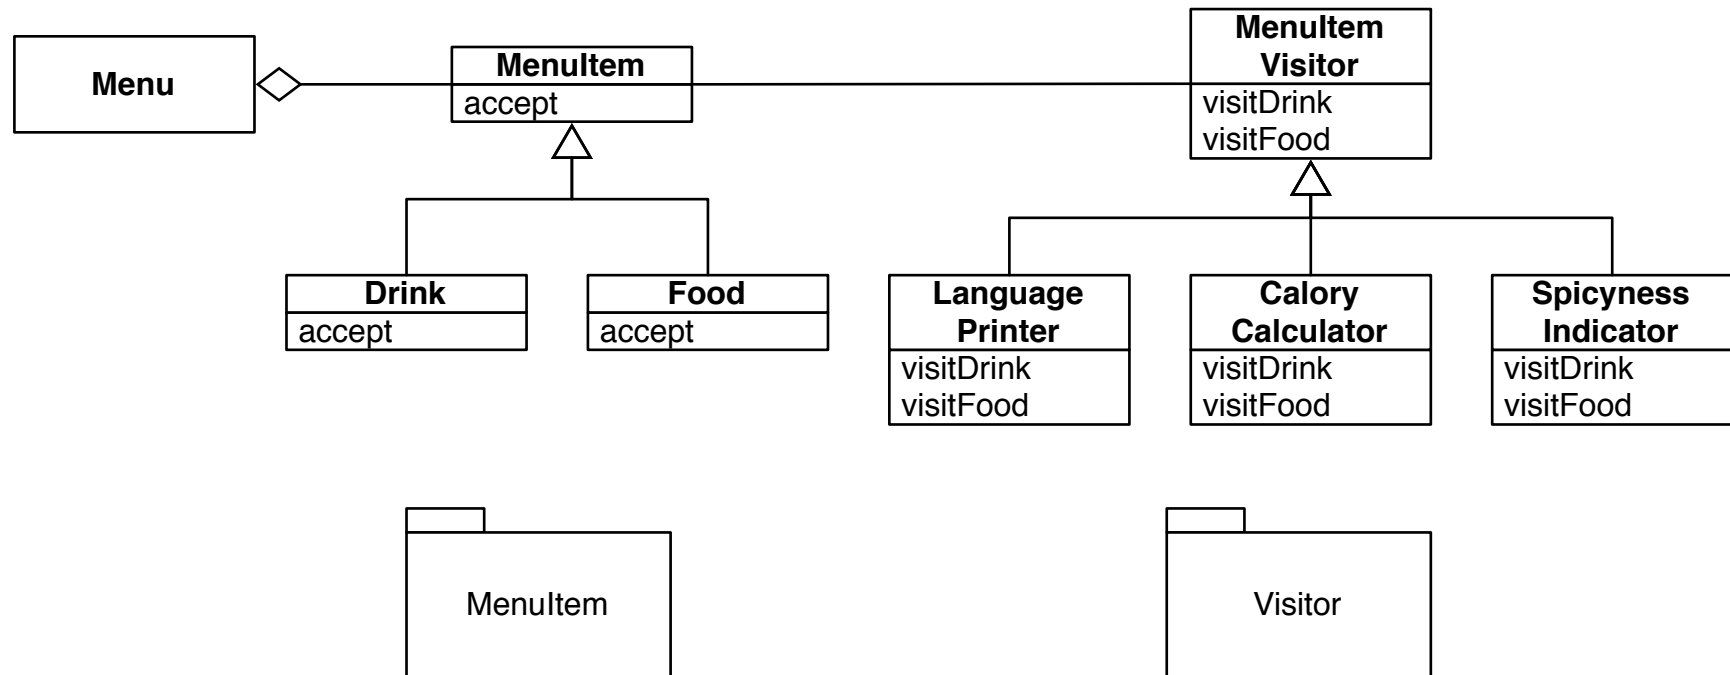 Menu
MenuItem
accept
MenuItem
Visitor
visitDrink
visitFood
Drink
accept
Food
accept
Language
Printer
visitDrink
visitFood
Calory
Calculator
visitDrink
visitFood
Spicyness
Indicator
visitDrink
visitFood
MenuItem
Visitor